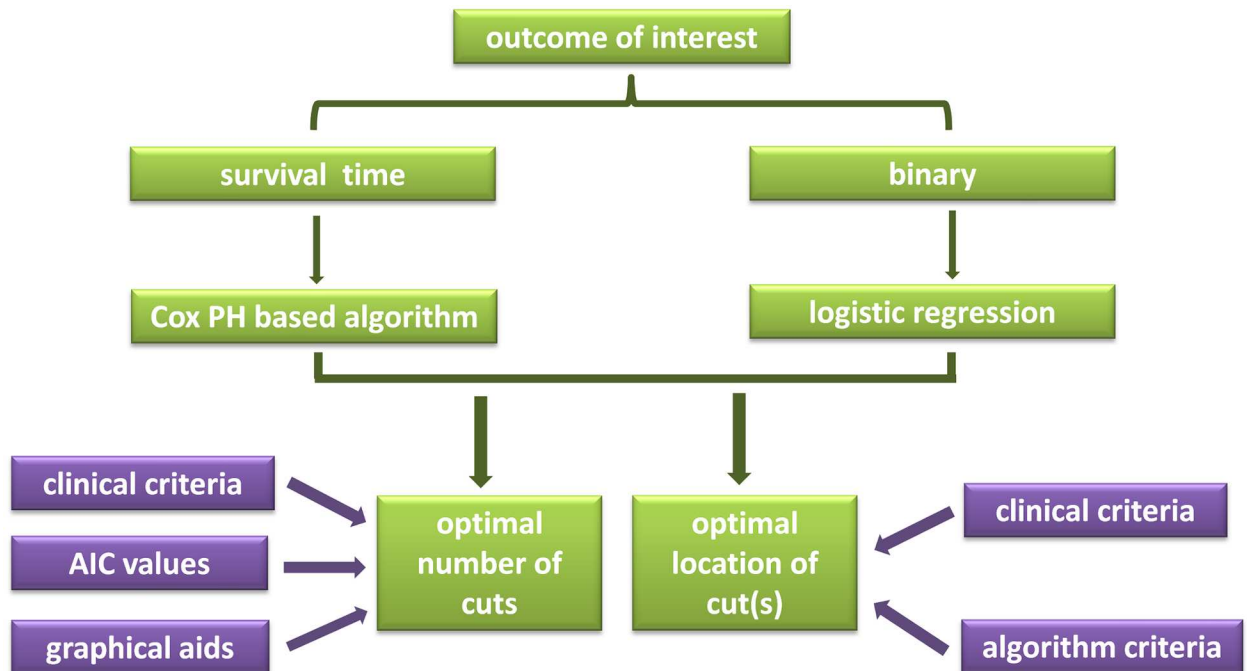 outcome of interest
survival time
binary
Cox PH based algorithm
logistic regression
clinical criteria
AIC values
graphical aids
optimal
number of
cuts
optimal
location of
cut(s)
clinical criteria
algorithm criteria